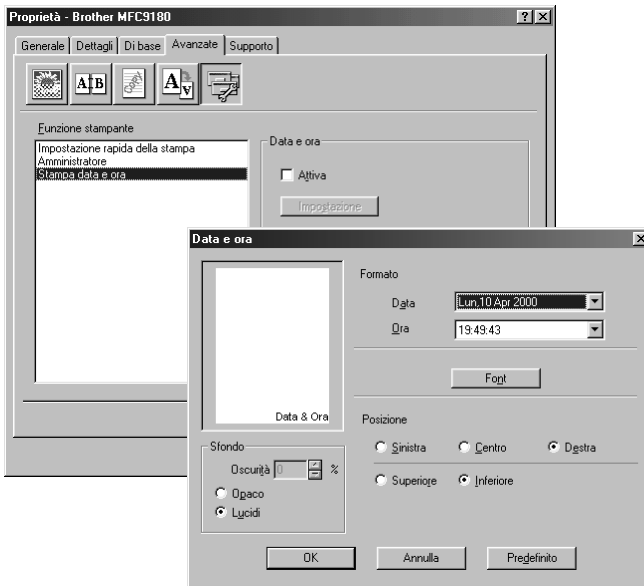 Proprietà - Brother MFC9180
Generale Dettagli Di base Avanzate Supporto
Funzione stampante
Impostazione rapida della stampa
Amministratore
Stampa data e ora
Data e ora
Attiva
Impostazione
Data e ora
Data & Ora
Formato
Data Lun,10 Apr 2000
Ora 19:49:43
Font
Sfondo
Oscurità 0 %
Opaco
Lucidi
Posizione
Sinistra Centro Destra
Superiore Inferiore
OK Annulla Predefinito